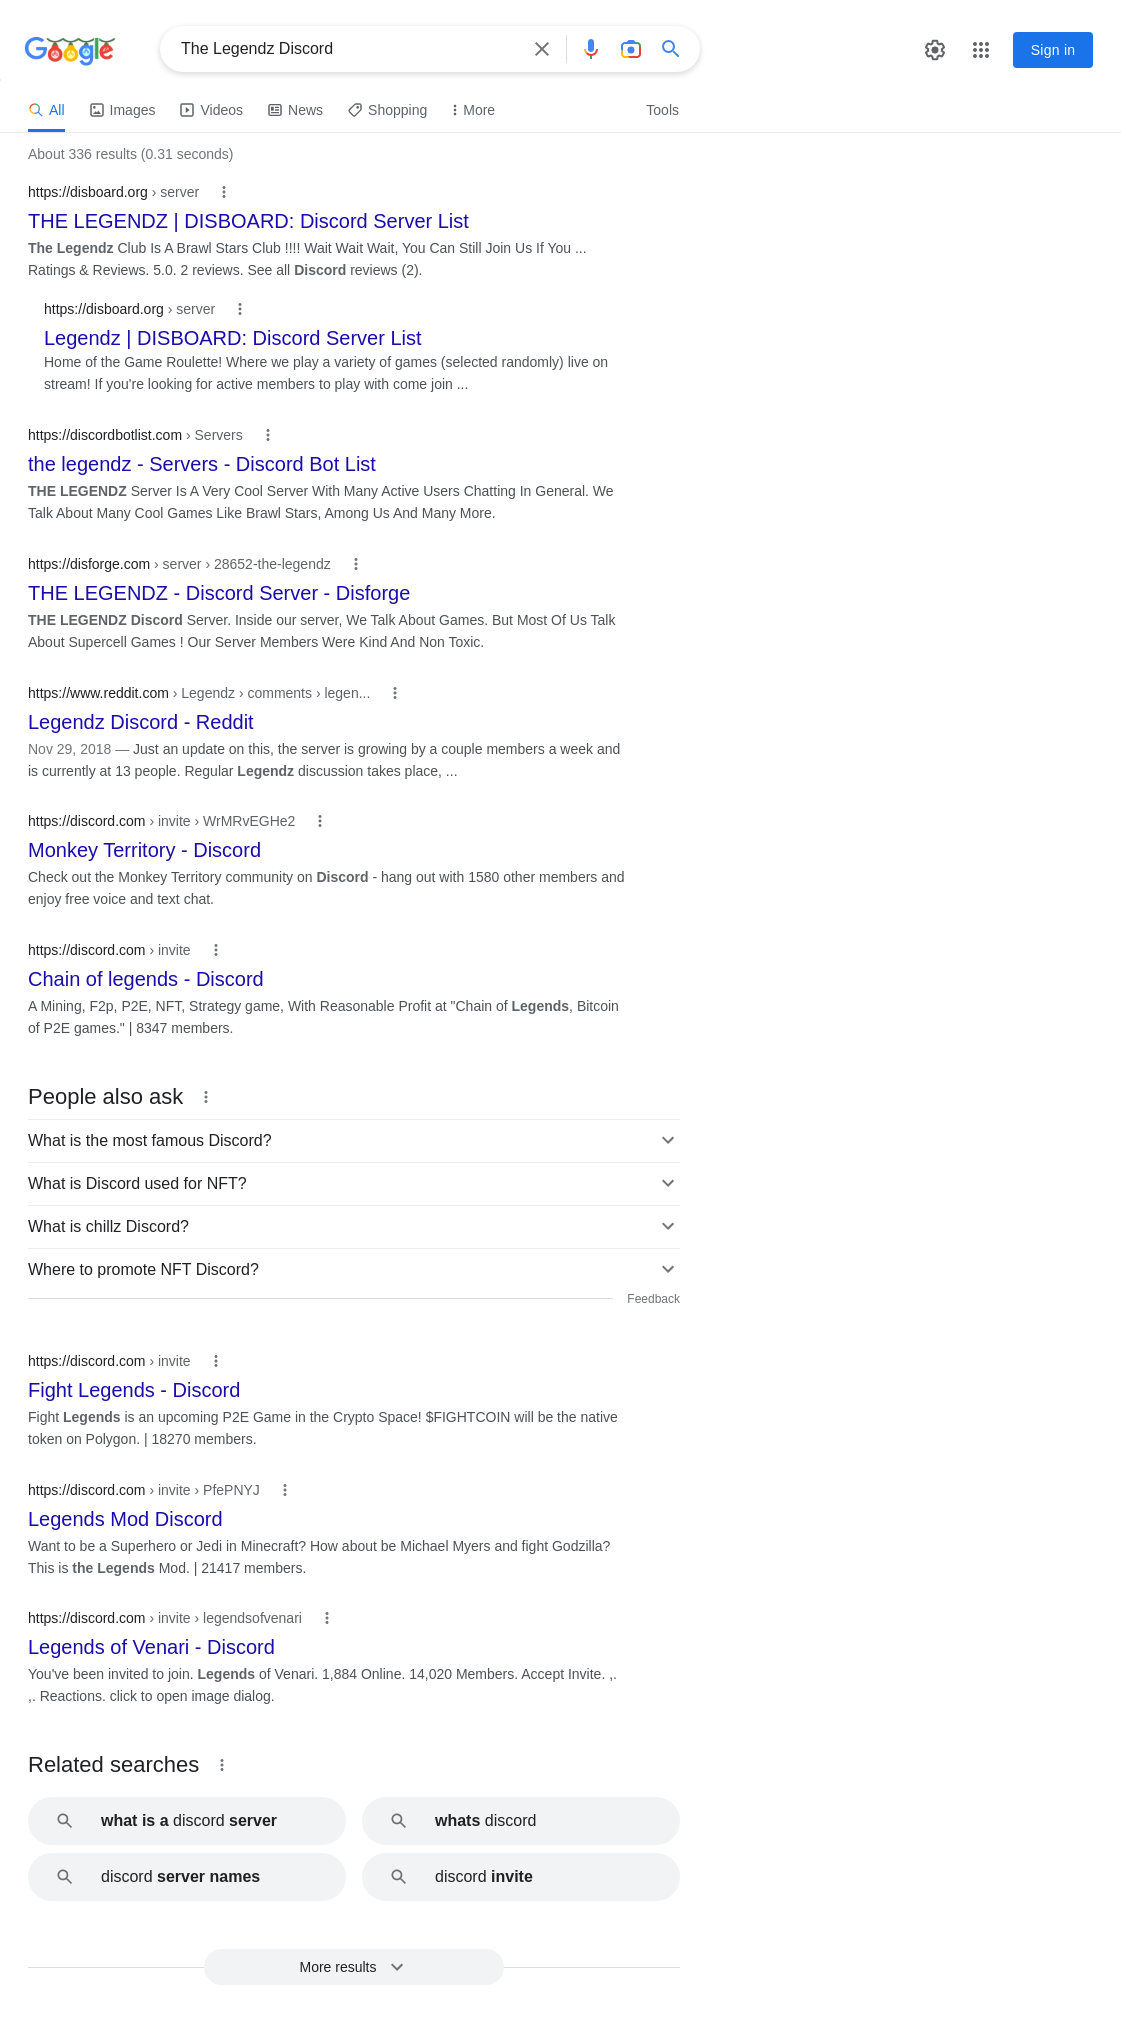 Google
The Legendz Discord
Sign in
All Images Videos News Shopping More Tools
About 336 results (0.31 seconds)
https://disboard.org › server
THE LEGENDZ | DISBOARD: Discord Server List
The Legendz Club Is A Brawl Stars Club !!!! Wait Wait Wait, You Can Still Join Us If You ...
Ratings & Reviews. 5.0. 2 reviews. See all Discord reviews (2).
https://disboard.org › server
Legendz | DISBOARD: Discord Server List
Home of the Game Roulette! Where we play a variety of games (selected randomly) live on
stream! If you're looking for active members to play with come join ...
https://discordbotlist.com › Servers
the legendz - Servers - Discord Bot List
THE LEGENDZ Server Is A Very Cool Server With Many Active Users Chatting In General. We
Talk About Many Cool Games Like Brawl Stars, Among Us And Many More.
https://disforge.com › server › 28652-the-legendz
THE LEGENDZ - Discord Server - Disforge
THE LEGENDZ Discord Server. Inside our server, We Talk About Games. But Most Of Us Talk
About Supercell Games ! Our Server Members Were Kind And Non Toxic.
https://www.reddit.com › Legendz › comments › legen...
Legendz Discord - Reddit
Nov 29, 2018 — Just an update on this, the server is growing by a couple members a week and
is currently at 13 people. Regular Legendz discussion takes place, ...
https://discord.com › invite › WrMRvEGHe2
Monkey Territory - Discord
Check out the Monkey Territory community on Discord - hang out with 1580 other members and
enjoy free voice and text chat.
https://discord.com › invite
Chain of legends - Discord
A Mining, F2p, P2E, NFT, Strategy game, With Reasonable Profit at "Chain of Legends, Bitcoin
of P2E games." | 8347 members.
People also ask
What is the most famous Discord?
What is Discord used for NFT?
What is chillz Discord?
Where to promote NFT Discord?
Feedback
https://discord.com › invite
Fight Legends - Discord
Fight Legends is an upcoming P2E Game in the Crypto Space! $FIGHTCOIN will be the native
token on Polygon. | 18270 members.
https://discord.com › invite › PfePNYJ
Legends Mod Discord
Want to be a Superhero or Jedi in Minecraft? How about be Michael Myers and fight Godzilla?
This is the Legends Mod. | 21417 members.
https://discord.com › invite › legendsofvenari
Legends of Venari - Discord
You've been invited to join. Legends of Venari. 1,884 Online. 14,020 Members. Accept Invite. ,.
,. Reactions. click to open image dialog.
Related searches
what is a discord server
whats discord
discord server names
discord invite
More results